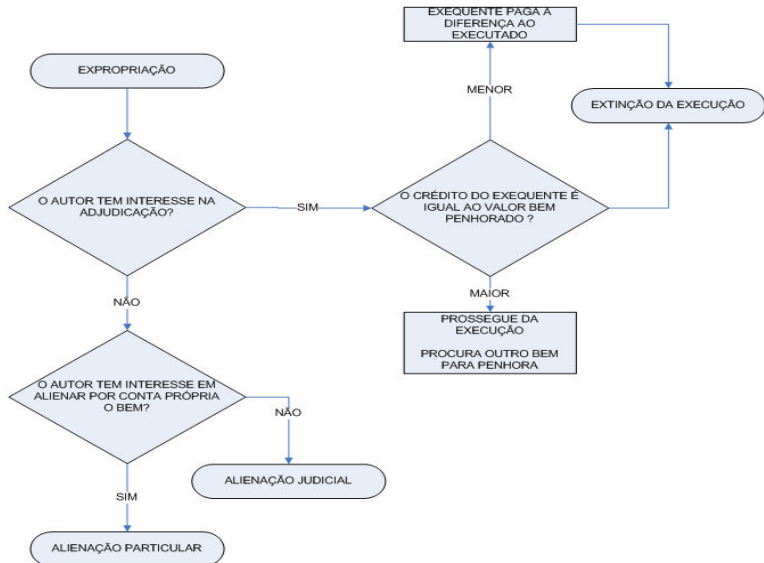 EXEQUENTE PAGA A
DIFERENÇA AO
EXECUTADO
EXPROPRIAÇÃO
MENOR
EXTINÇÃO DA EXECUÇÃO
O AUTOR TEM INTERESSE NA
ADJUDICAÇÃO?
SIM
O CRÉDITO DO EXEQUENTE É
IGUAL AO VALOR BEM
PENHORADO ?
NÃO
MAIOR
PROSSEGUE DA
EXECUÇÃO
PROCURA OUTRO BEM
PARA PENHORA
O AUTOR TEM INTERESSE EM
ALIENAR POR CONTA PRÓPRIA
O BEM?
NÃO
ALIENAÇÃO JUDICIAL
SIM
ALIENAÇÃO PARTICULAR